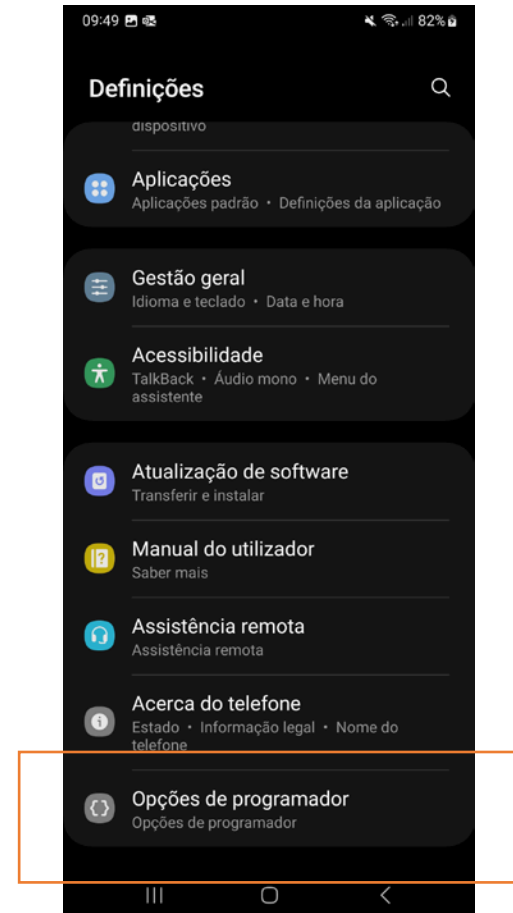 09:49 82%
Definições
dispositivo
Aplicações
Aplicações padrão • Definições da aplicação
Gestão geral
Idioma e teclado • Data e hora
Acessibilidade
TalkBack • Áudio mono • Menu do
assistente
Atualização de software
Transferir e instalar
Manual do utilizador
Saber mais
Assistência remota
Assistência remota
Acerca do telefone
Estado • Informação legal • Nome do
telefone
Opções de programador
Opções de programador